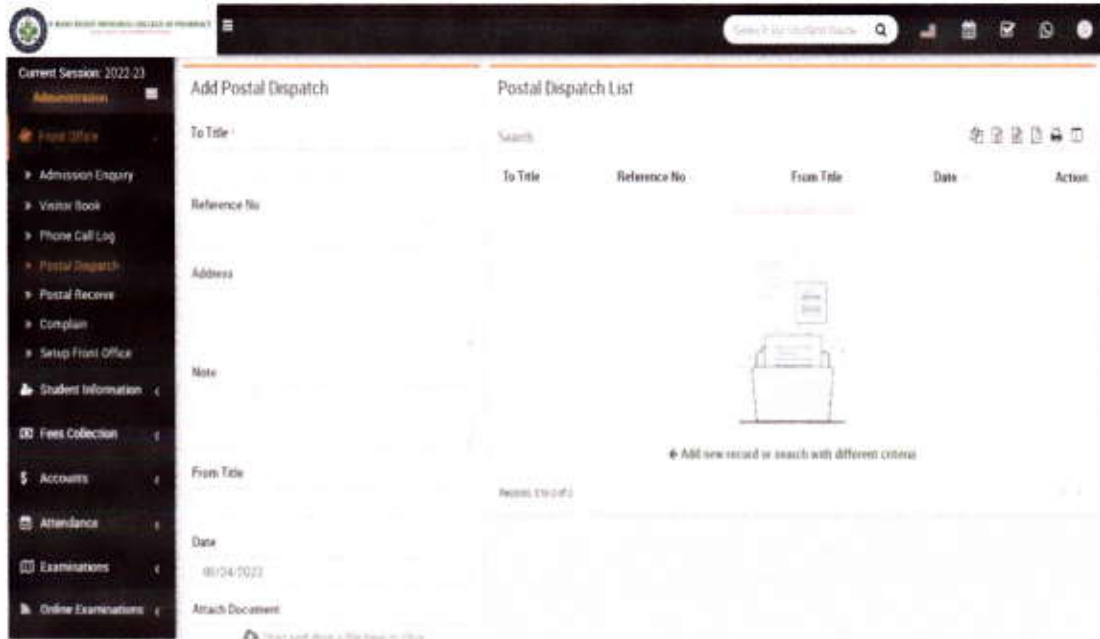 COLLEGE OF PHARMACY
Current Session: 2022-23
Administration
Front Office
Admission Enquiry
Visitor Book
Phone Call Log
Postal Dispatch
Postal Receive
Complain
Setup Front Office
Student Information
Fees Collection
$ Accounts
Attendance
Examinations
Online Examinations
Add Postal Dispatch
To Title
Reference No
Address
Note
From Title
Date
Attach Document
Postal Dispatch List
Search
To Title Reference No From Title Date Action
Add new record or search with different criteria